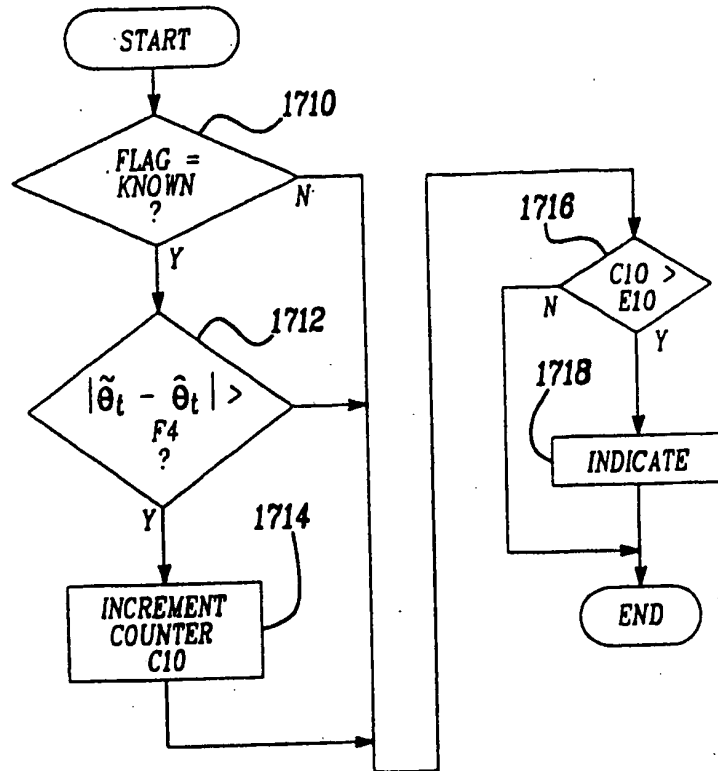 START
1710
FLAG =
KNOWN
?
N
Y
1712
|θ̃t - θ̂t| >
F4
?
Y
1714
INCREMENT
COUNTER
C10
1716
C10 >
E10
N
Y
1718
INDICATE
END